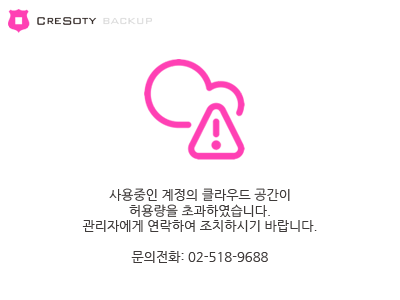 CRESOTY BACKUP
사용중인 계정의 클라우드 공간이
허용량을 초과하였습니다.
관리자에게 연락하여 조치하시기 바랍니다.
문의전화: 02-518-9688